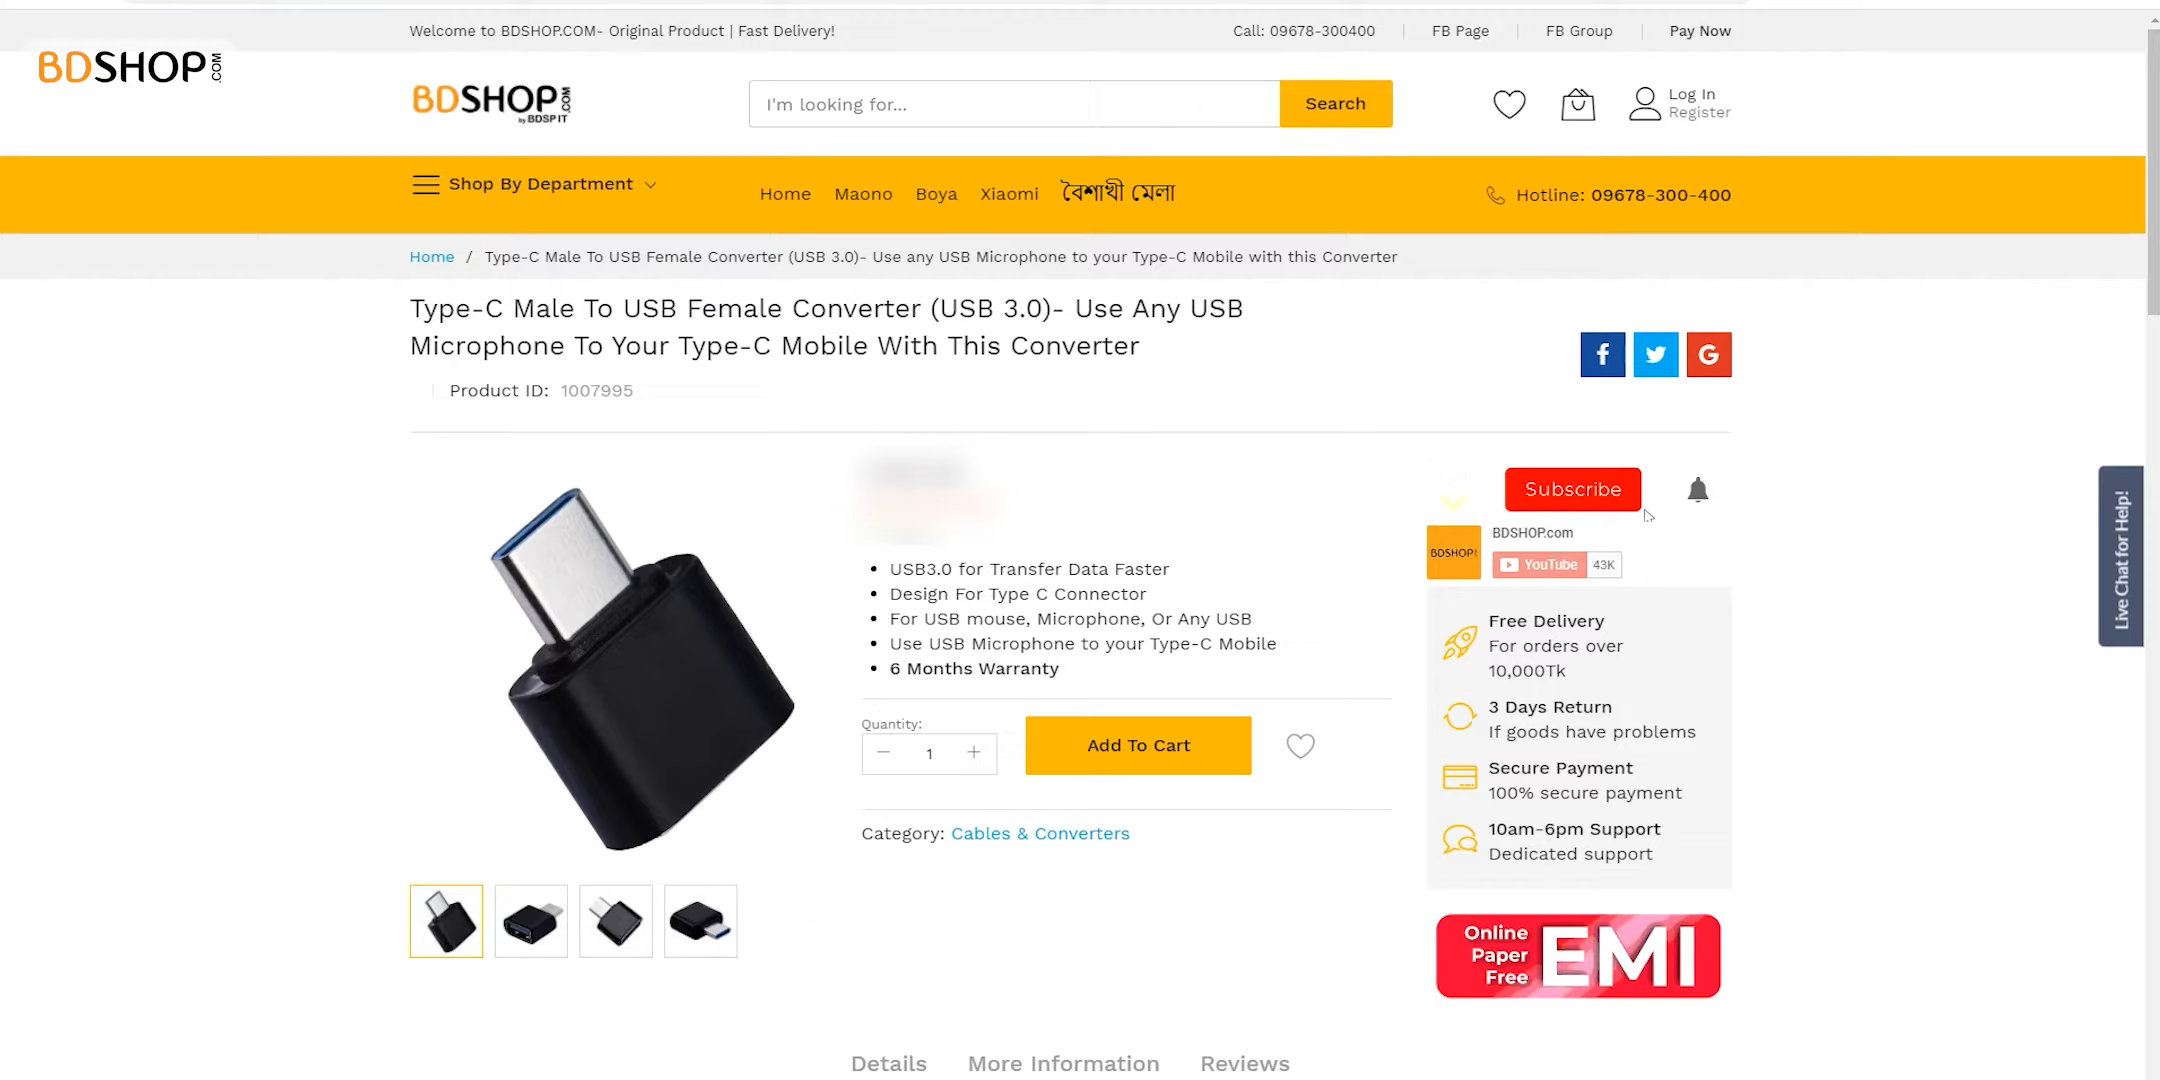 Welcome to BDSHOP.COM- Original Product | Fast Delivery!
Call: 09678-300400
FB Page
FB Group
Pay Now
BDSHOP.COM
BDSHOP.COM
by BDSPIT
I'm looking for...
Search
Log In
Register
Shop By Department
Home
Maono
Boya
Xiaomi
বৈশাখী মেলা
Hotline: 09678-300-400
Home / Type-C Male To USB Female Converter (USB 3.0)- Use any USB Microphone to your Type-C Mobile with this Converter
Type-C Male To USB Female Converter (USB 3.0)- Use Any USB
Microphone To Your Type-C Mobile With This Converter
Product ID: 1007995
f
G
Subscribe
BDSHOP!
BDSHOP.com
YouTube 43K
USB3.0 for Transfer Data Faster
Design For Type C Connector
For USB mouse, Microphone, Or Any USB
Use USB Microphone to your Type-C Mobile
6 Months Warranty
Quantity:
1
Add To Cart
Category: Cables & Converters
Free Delivery
For orders over
10,000Tk
3 Days Return
If goods have problems
Secure Payment
100% secure payment
10am-6pm Support
Dedicated support
Live Chat for Help!
Online
Paper
Free
EMI
Details
More Information
Reviews